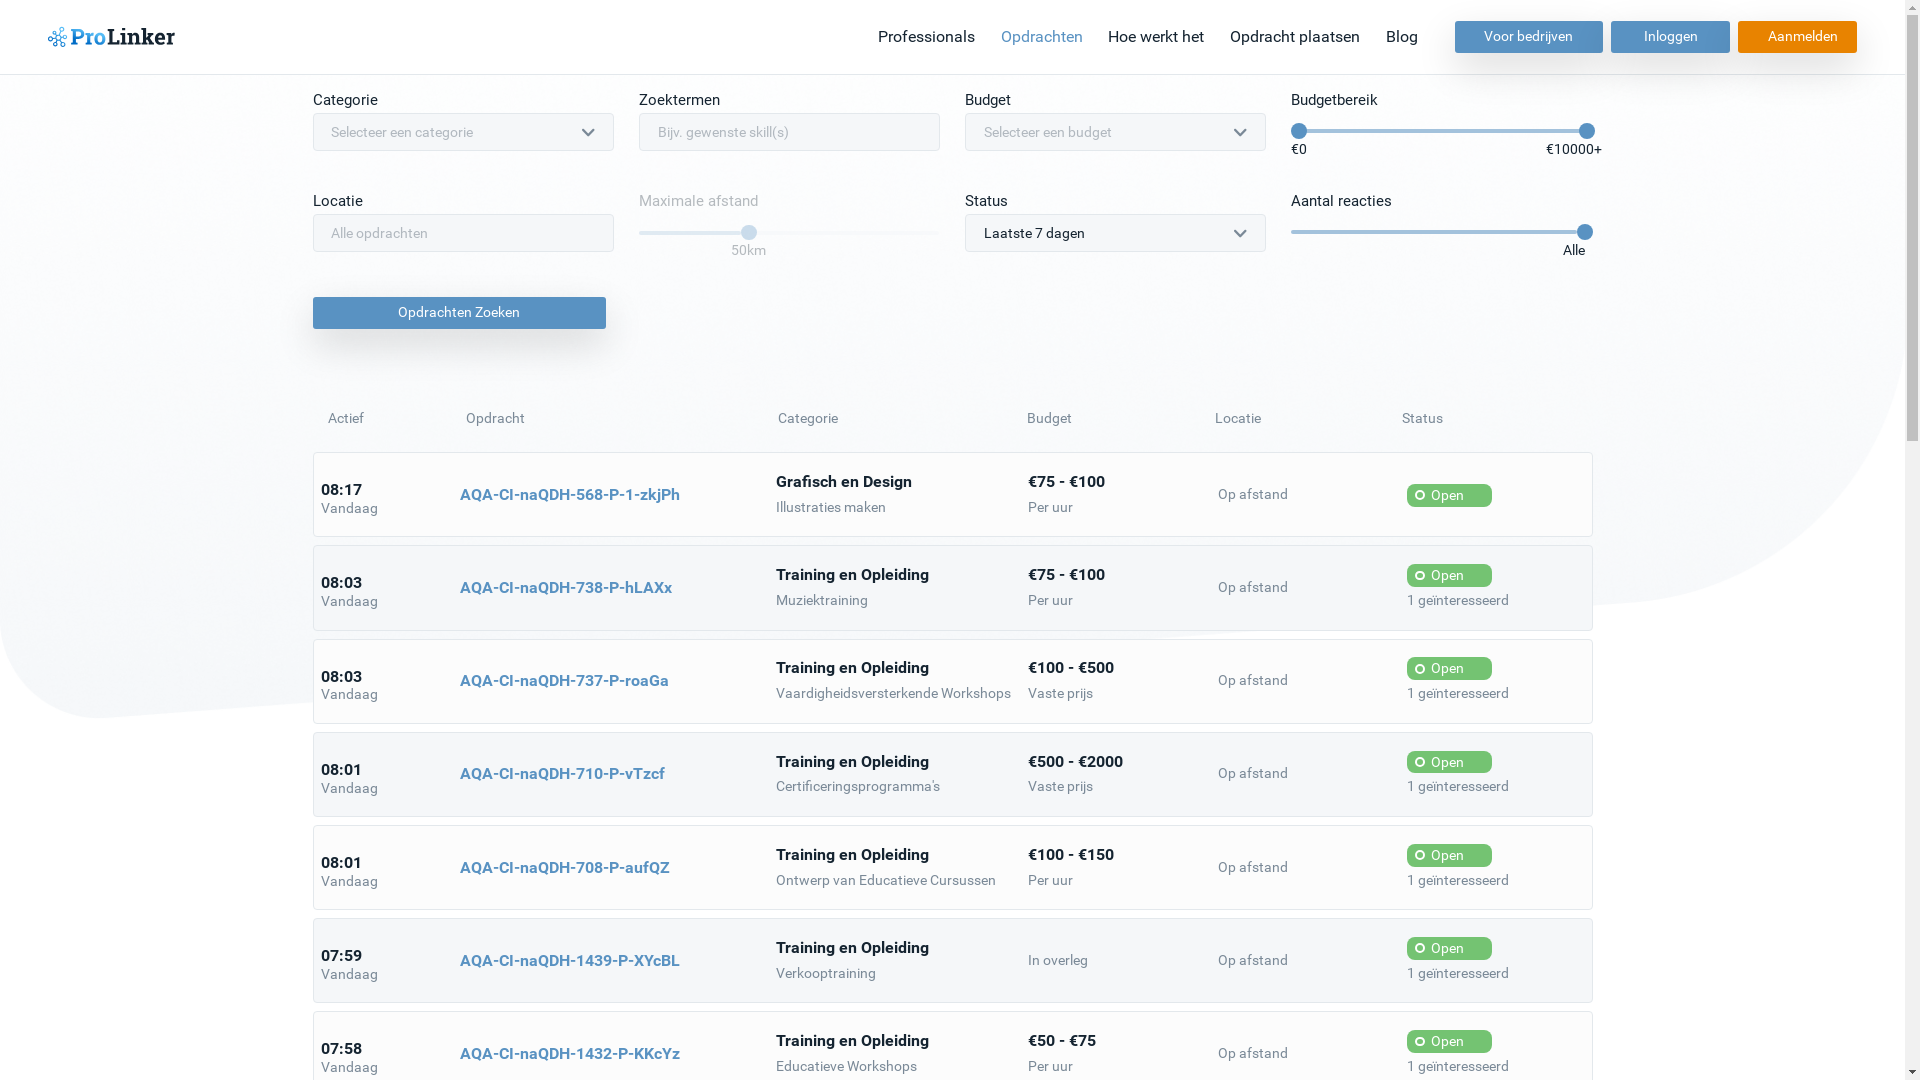 ProLinker
Professionals
Opdrachten
Hoe werkt het
Opdracht plaatsen
Blog
Voor bedrijven
Inloggen
Aanmelden
Categorie
Zoektermen
Budget
Budgetbereik
Selecteer een categorie
Bijv. gewenste skill(s)
Selecteer een budget
€0
€10000+
Locatie
Maximale afstand
Status
Aantal reacties
Alle opdrachten
50km
Laatste 7 dagen
Alle
Opdrachten Zoeken
Actief
Opdracht
Categorie
Budget
Locatie
Status
08:17
Vandaag
AQA-CI-naQDH-568-P-1-zkjPh
Grafisch en Design
Illustraties maken
€75 - €100
Per uur
Op afstand
Open
08:03
Vandaag
AQA-CI-naQDH-738-P-hLAXx
Training en Opleiding
Muziektraining
€75 - €100
Per uur
Op afstand
Open
1 geïnteresseerd
08:03
Vandaag
AQA-CI-naQDH-737-P-roaGa
Training en Opleiding
Vaardigheidsversterkende Workshops
€100 - €500
Vaste prijs
Op afstand
Open
1 geïnteresseerd
08:01
Vandaag
AQA-CI-naQDH-710-P-vTzcf
Training en Opleiding
Certificeringsprogramma's
€500 - €2000
Vaste prijs
Op afstand
Open
1 geïnteresseerd
08:01
Vandaag
AQA-CI-naQDH-708-P-aufQZ
Training en Opleiding
Ontwerp van Educatieve Cursussen
€100 - €150
Per uur
Op afstand
Open
1 geïnteresseerd
07:59
Vandaag
AQA-CI-naQDH-1439-P-XYcBL
Training en Opleiding
Verkooptraining
In overleg
Op afstand
Open
1 geïnteresseerd
07:58
Vandaag
AQA-CI-naQDH-1432-P-KKcYz
Training en Opleiding
Educatieve Workshops
€50 - €75
Per uur
Op afstand
Open
1 geïnteresseerd